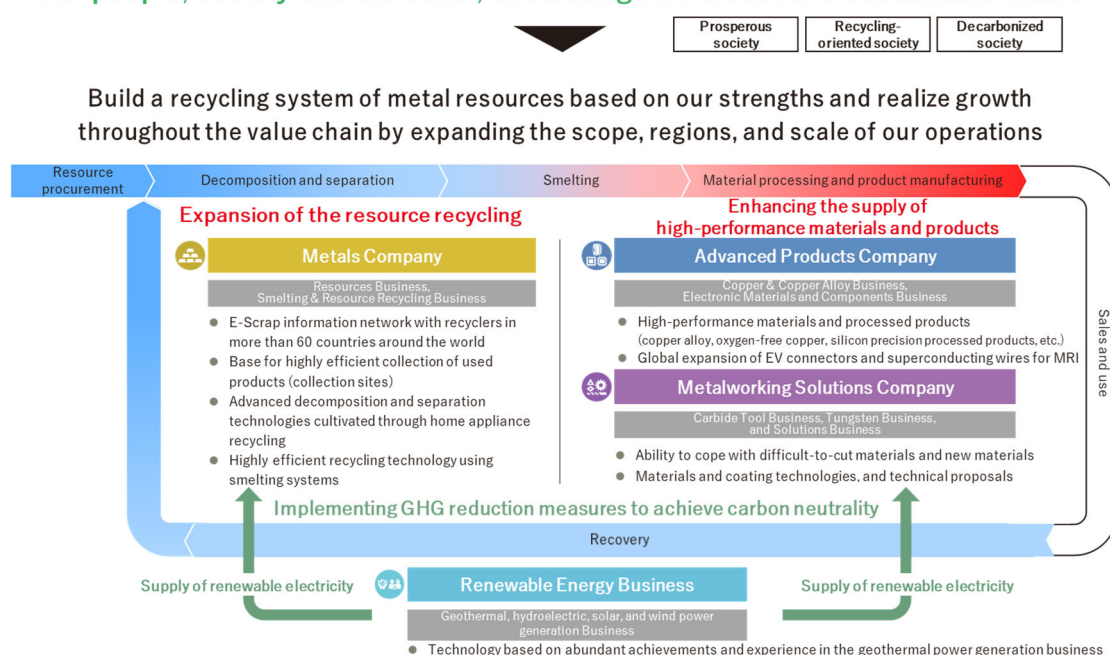 Prosperous
society
Recycling-
oriented society
Decarbonized
society
Build a recycling system of metal resources based on our strengths and realize growth
throughout the value chain by expanding the scope, regions, and scale of our operations
Resource
procurement
Decomposition and separation
Smelting
Material processing and product manufacturing
Expansion of the resource recycling
Enhancing the supply of
high-performance materials and products
Metals Company
Resources Business,
Smelting & Resource Recycling Business
● E-Scrap information network with recyclers in
more than 60 countries around the world
● Base for highly efficient collection of used
products (collection sites)
● Advanced decomposition and separation
technologies cultivated through home appliance
recycling
● Highly efficient recycling technology using
smelting systems
Advanced Products Company
Copper & Copper Alloy Business,
Electronic Materials and Components Business
● High-performance materials and processed products
(copper alloy, oxygen-free copper, silicon precision processed products, etc.)
● Global expansion of EV connectors and superconducting wires for MRI
Metalworking Solutions Company
Carbide Tool Business, Tungsten Business,
and Solutions Business
● Ability to cope with difficult-to-cut materials and new materials
● Materials and coating technologies, and technical proposals
Sales and use
Implementing GHG reduction measures to achieve carbon neutrality
Recovery
Supply of renewable electricity
Renewable Energy Business
Supply of renewable electricity
Geothermal, hydroelectric, solar, and wind power
generation Business
● Technology based on abundant achievements and experience in the geothermal power generation business